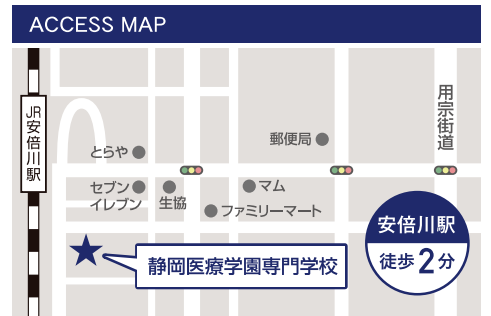 ACCESS MAP
JR安倍川駅
用宗街道
郵便局
とらや
セブン
イレブン
生協
マム
ファミリーマート
安倍川駅
徒歩2分
静岡医療学園専門学校